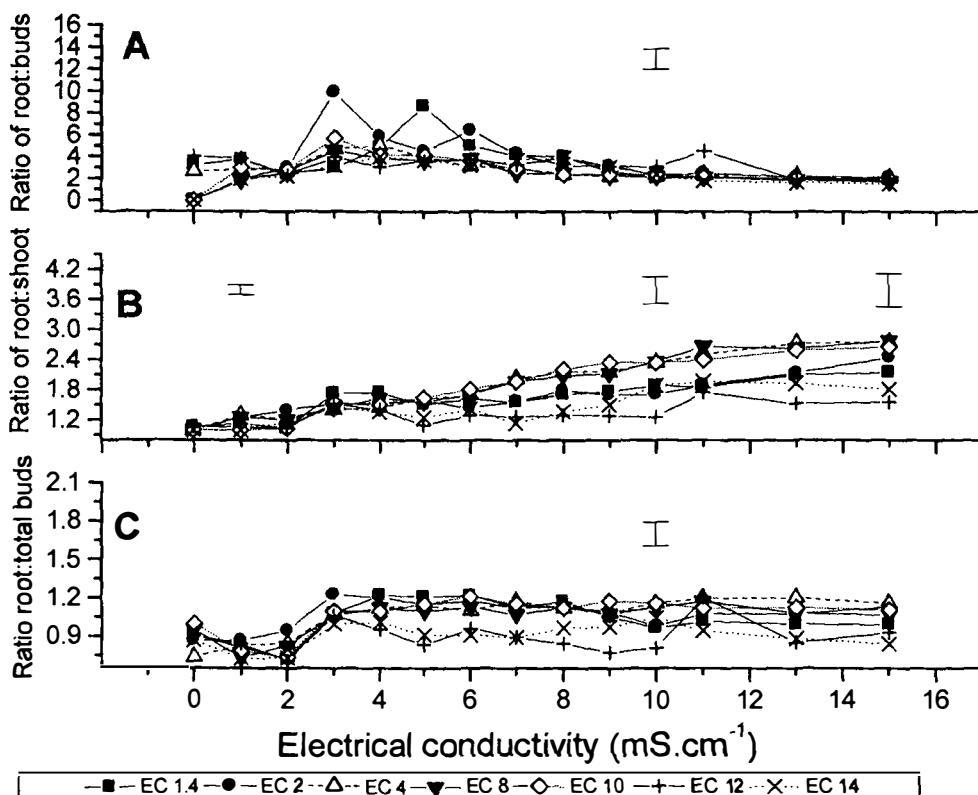 A
Ratio of root:buds
16
14
12
10
8
6
4
2
0
B
Ratio of root:shoot
4.2
3.6
3.0
2.4
1.8
1.2
C
Ratio root:total buds
2.1
1.8
1.5
1.2
0.9
0 2 4 6 8 10 12 14 16
Electrical conductivity (mS.cm⁻¹)
EC 1.4 EC 2 EC 4 EC 8 EC 10 EC 12 EC 14